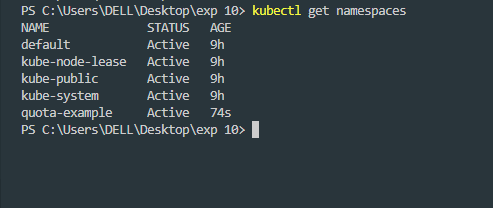 PS C:\Users\DELL\Desktop\exp 10> kubectl get namespaces
NAME              STATUS   AGE
default           Active   9h
kube-node-lease   Active   9h
kube-public       Active   9h
kube-system       Active   9h
quota-example     Active   74s
PS C:\Users\DELL\Desktop\exp 10>